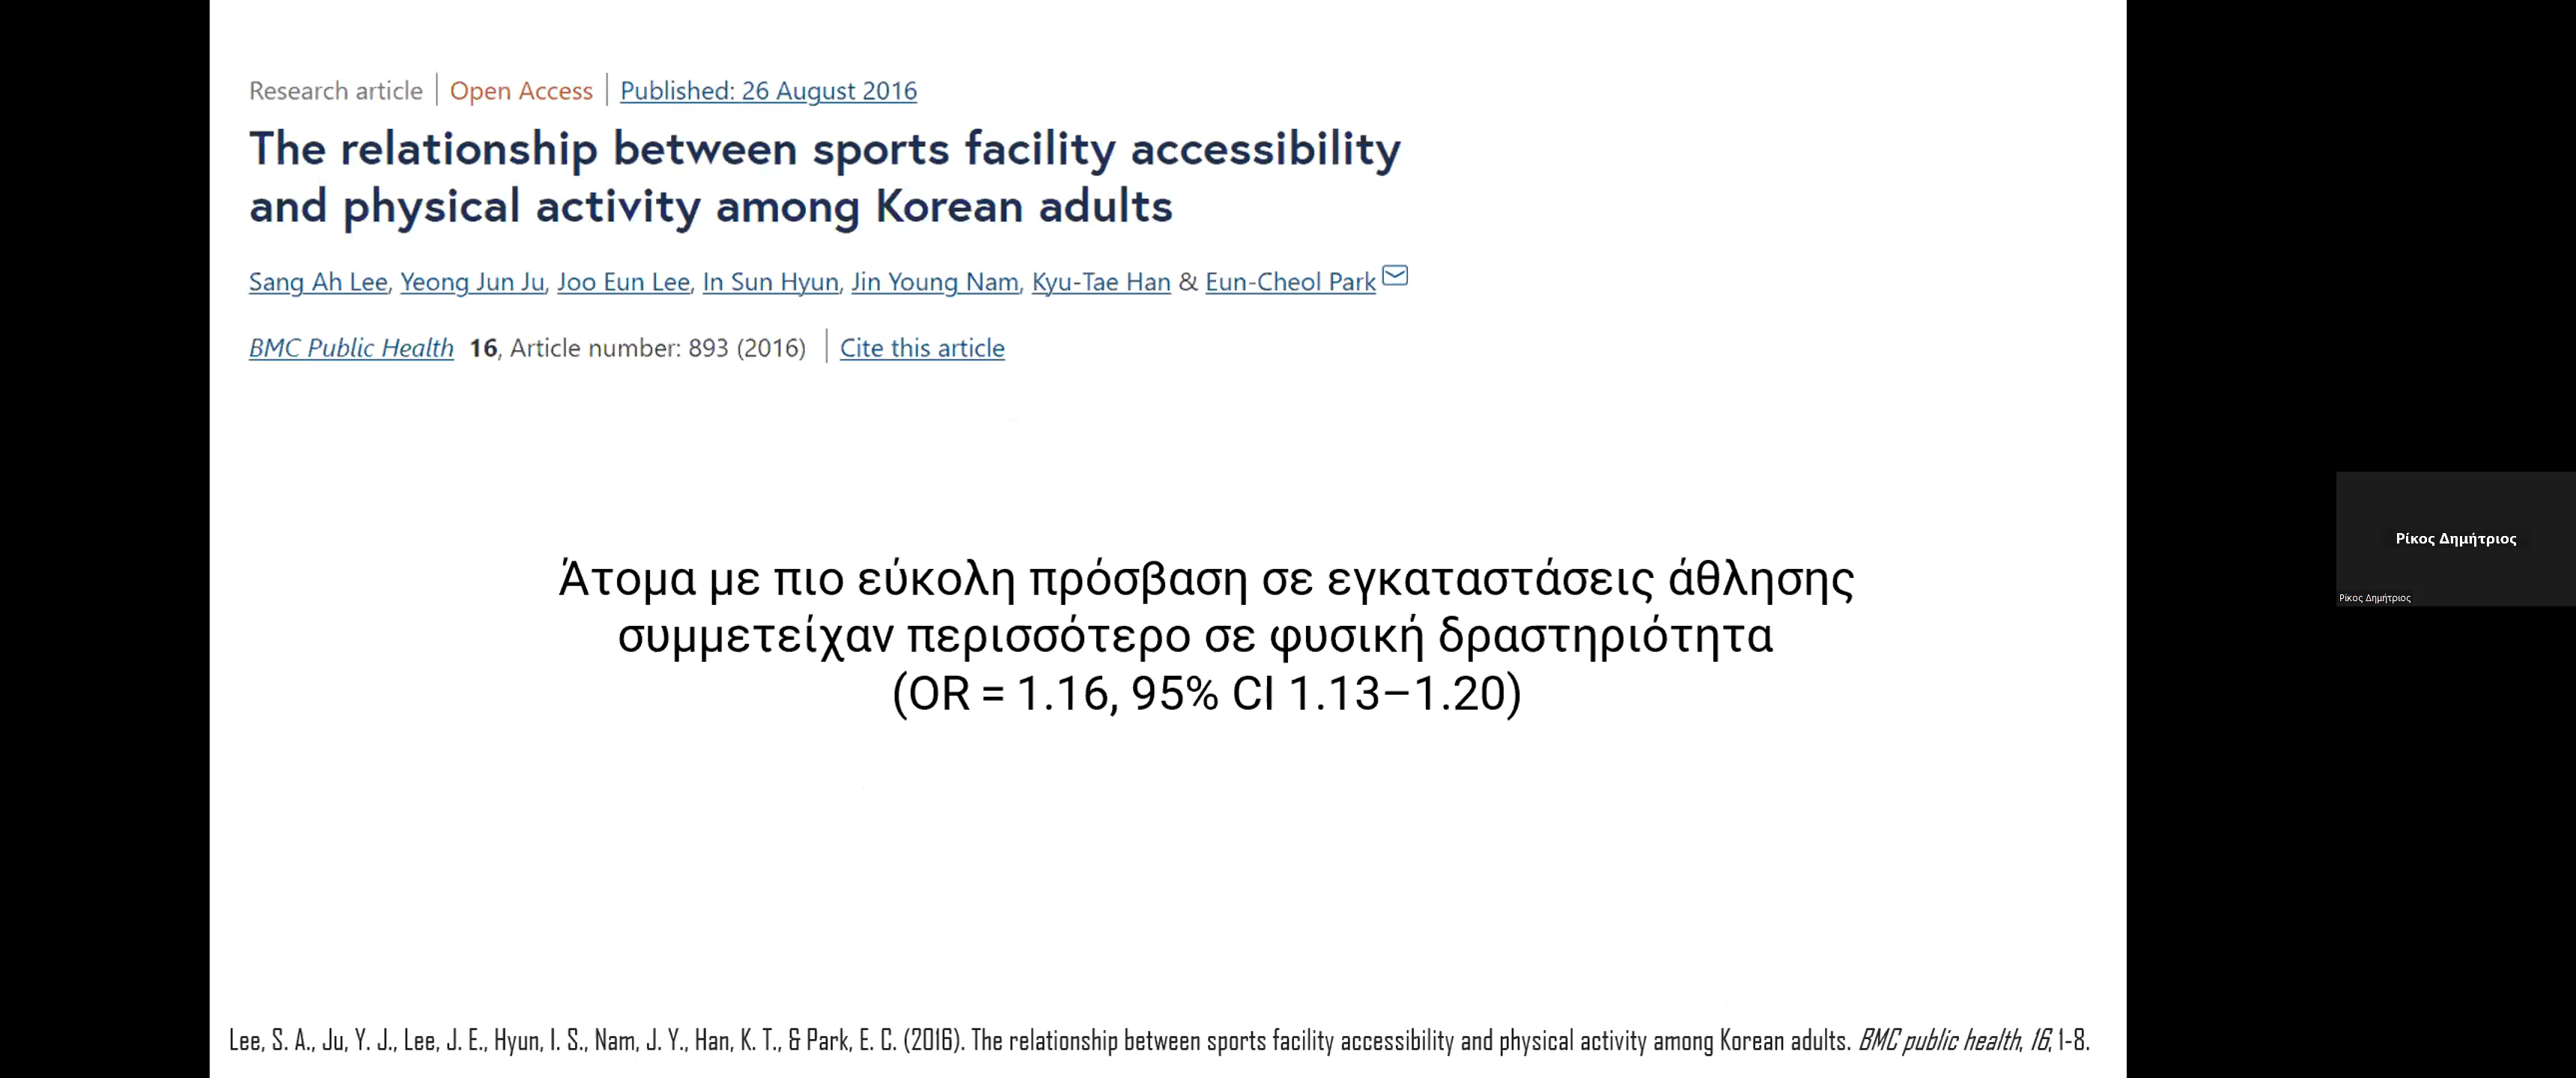 Research article | Open Access | Published: 26 August 2016
The relationship between sports facility accessibility
and physical activity among Korean adults
Sang Ah Lee, Yeong Jun Ju, Joo Eun Lee, In Sun Hyun, Jin Young Nam, Kyu-Tae Han & Eun-Cheol Park
BMC Public Health 16, Article number: 893 (2016) | Cite this article
Άτομα με πιο εύκολη πρόσβαση σε εγκαταστάσεις άθλησης
συμμετείχαν περισσότερο σε φυσική δραστηριότητα
(OR = 1.16, 95% CI 1.13–1.20)
Ρίκος Δημήτριος
Ρίκος Δημήτριος
Lee, S. A., Ju, Y. J., Lee, J. E., Hyun, I. S., Nam, J. Y., Han, K. T., & Park, E. C. (2016). The relationship between sports facility accessibility and physical activity among Korean adults. BMC public health, 16, 1-8.